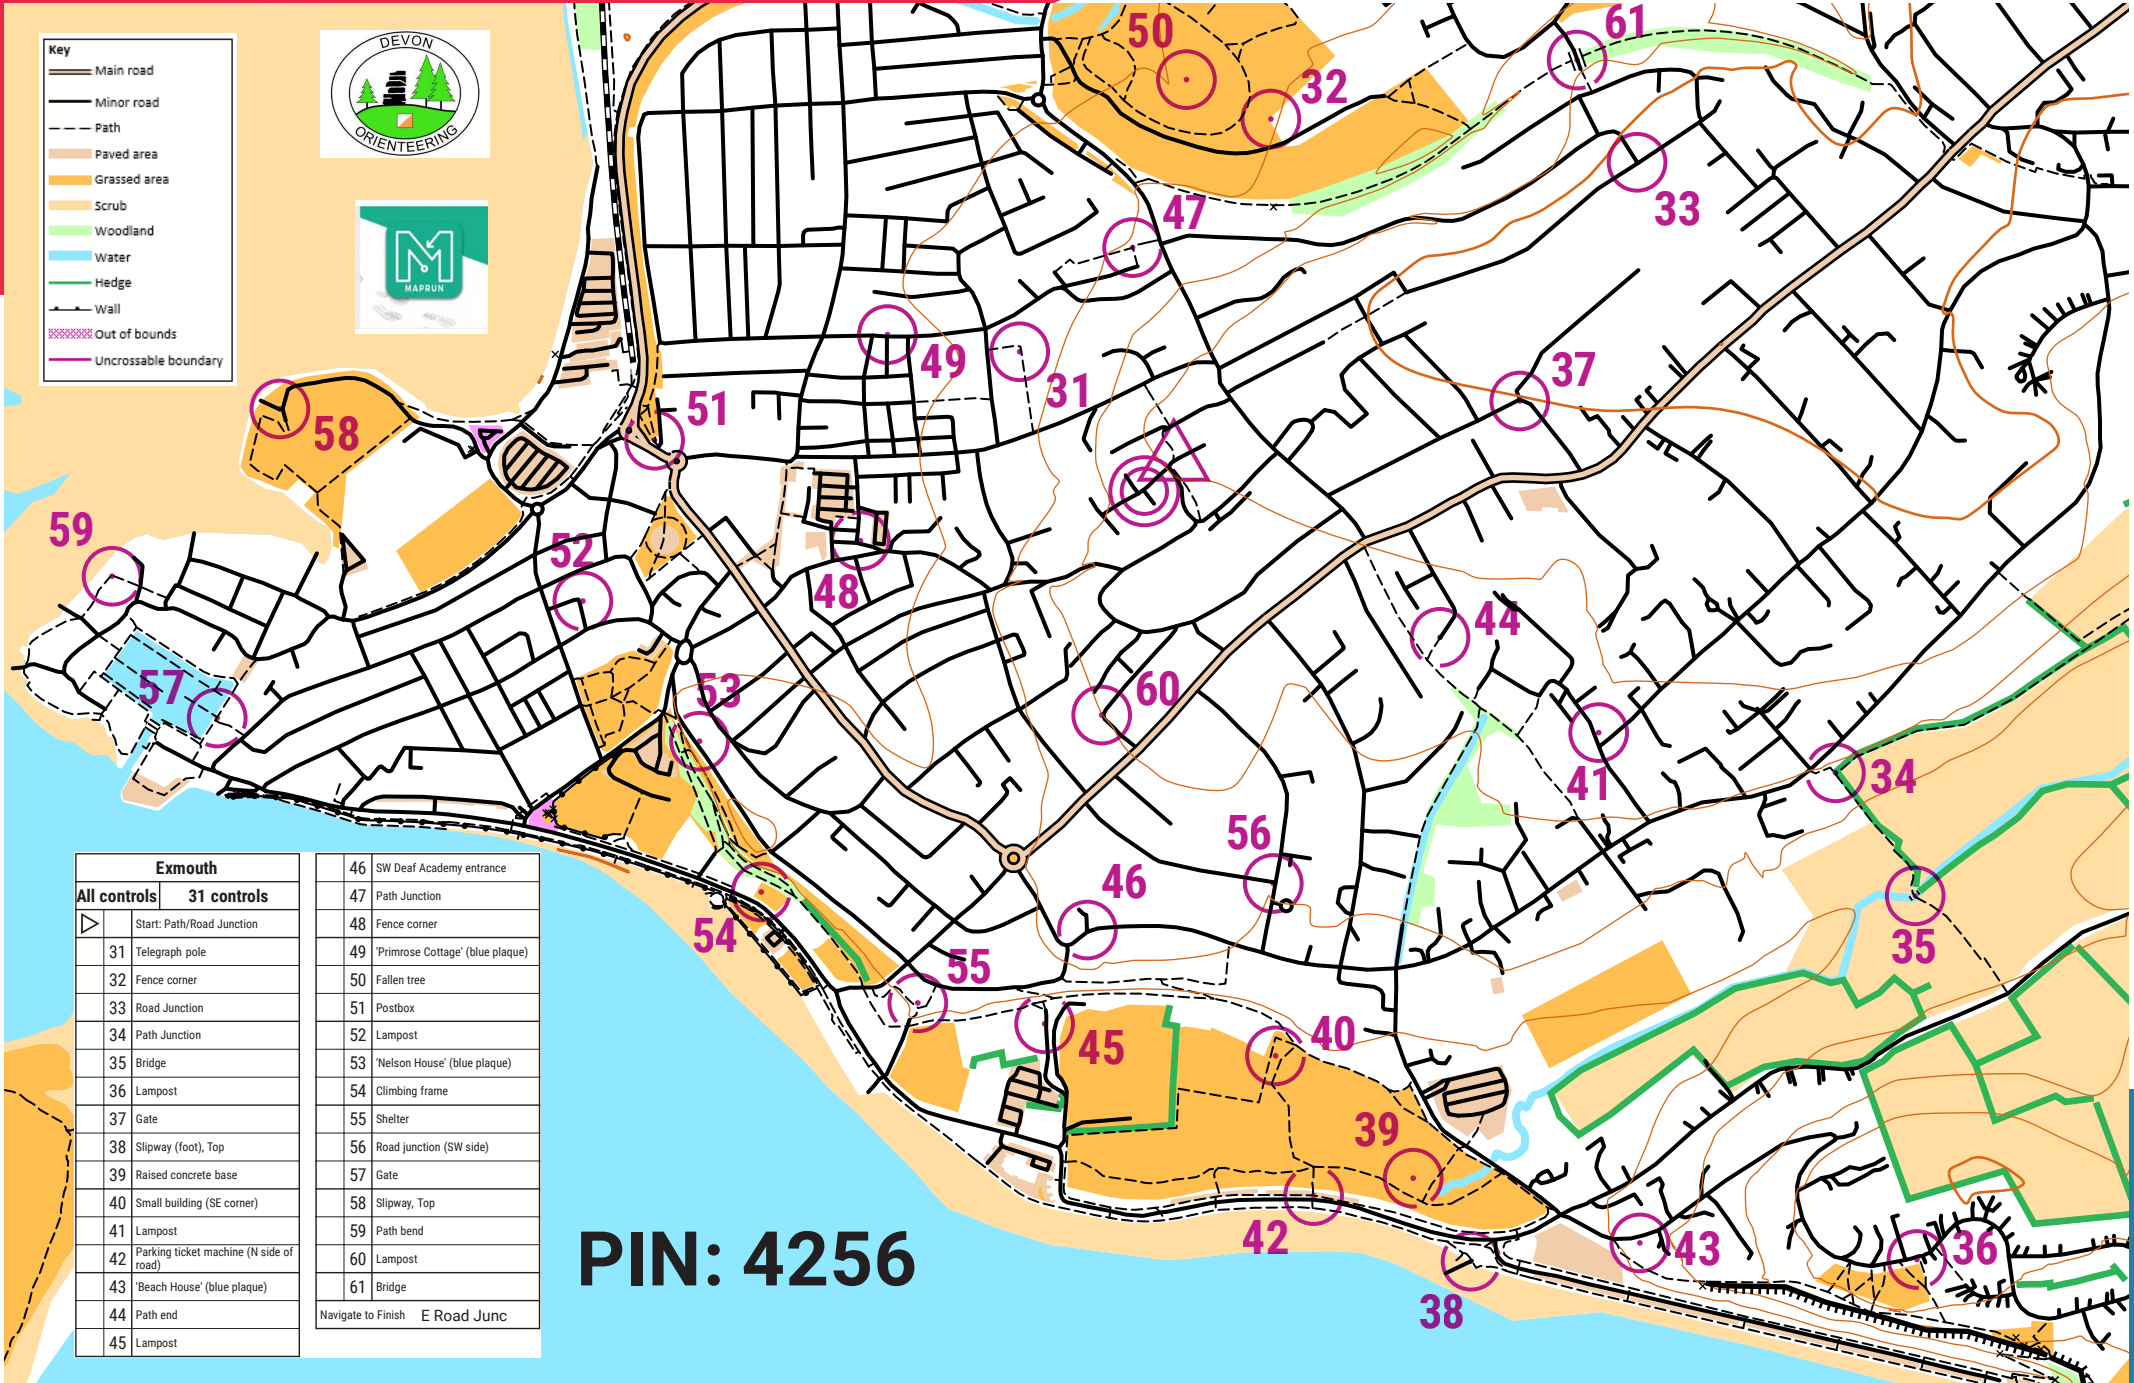 Key
Main road
Minor road
Path
Paved area
Grassed area
Scrub
Woodland
Water
Hedge
Wall
Out of bounds
Uncrossable boundary
DEVON
ORIENTEERING
MAPRUN
50
61
32
47
33
49
31
37
51
58
59
52
48
44
53
60
57
41
34
56
46
54
55
35
45
40
39
42
43
36
38
Exmouth
All controls 31 controls
Start: Path/Road Junction
31 Telegraph pole
32 Fence corner
33 Road Junction
34 Path Junction
35 Bridge
36 Lampost
37 Gate
38 Slipway (foot), Top
39 Raised concrete base
40 Small building (SE corner)
41 Lampost
42 Parking ticket machine (N side of
road)
43 'Beach House' (blue plaque)
44 Path end
45 Lampost
46 SW Deaf Academy entrance
47 Path Junction
48 Fence corner
49 'Primrose Cottage' (blue plaque)
50 Fallen tree
51 Postbox
52 Lampost
53 'Nelson House' (blue plaque)
54 Climbing frame
55 Shelter
56 Road junction (SW side)
57 Gate
58 Slipway, Top
59 Path bend
60 Lampost
61 Bridge
Navigate to Finish E Road Junc
PIN: 4256